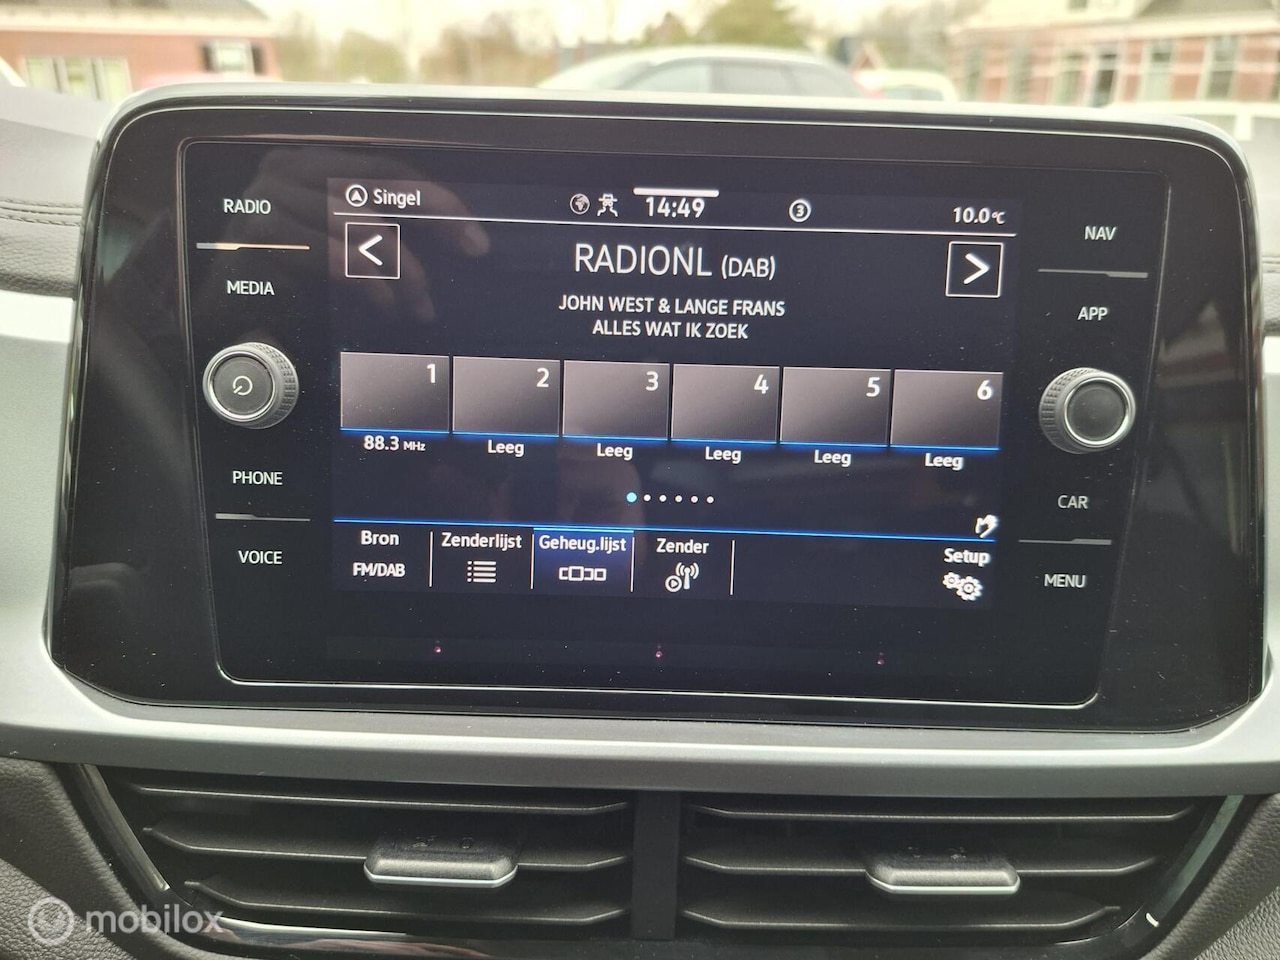 RADIO
MEDIA
PHONE
VOICE
Singel
14:49
3
10.0°C
<
RADIONL (DAB)
>
JOHN WEST & LANGE FRANS
ALLES WAT IK ZOEK
1 2 3 4 5 6
88.3 MHz Leeg Leeg Leeg Leeg Leeg
Bron Zenderlijst Geheug.lijst Zender Setup
FM/DAB
NAV
APP
CAR
MENU
mobilox